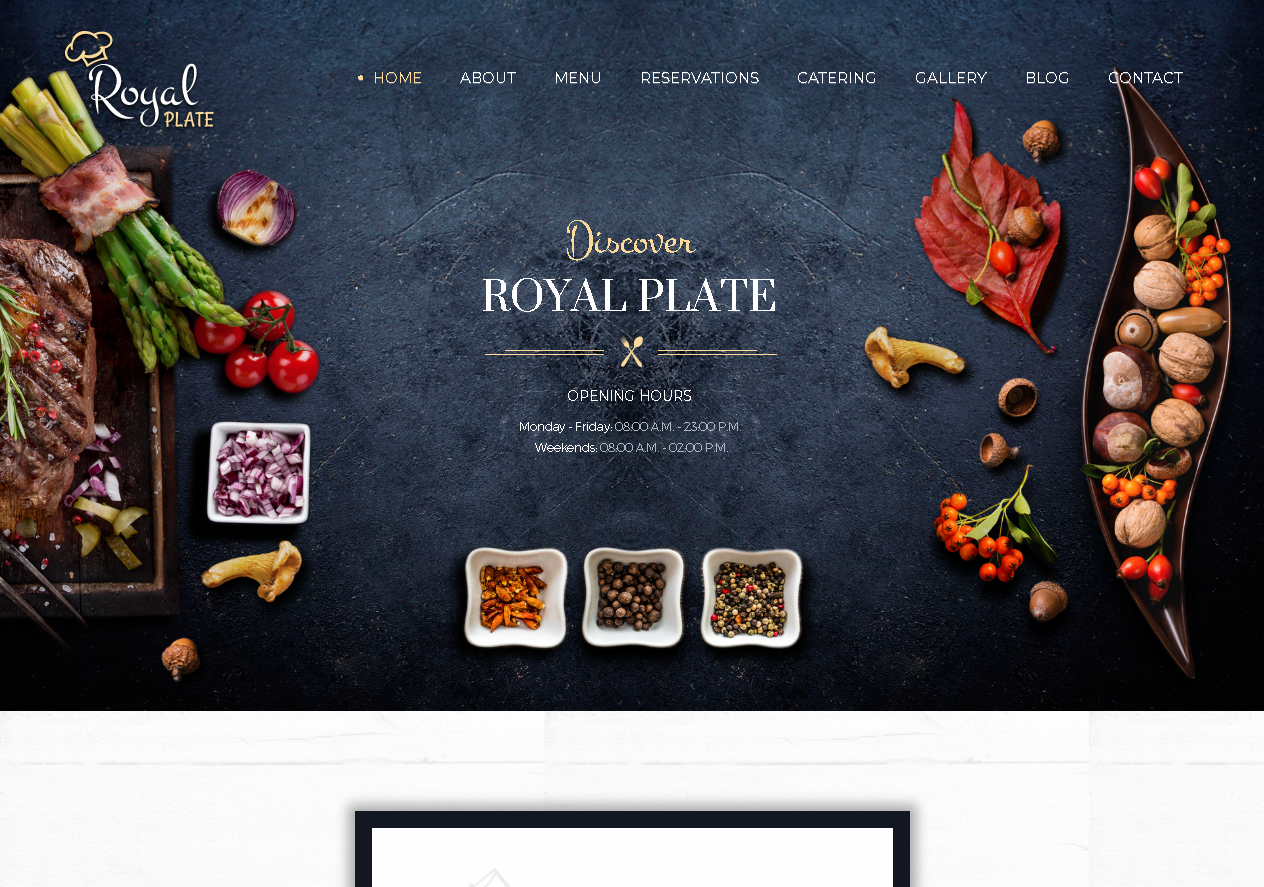 Royal
PLATE
HOME ABOUT MENU RESERVATIONS CATERING GALLERY BLOG CONTACT
Discover
ROYAL PLATE
OPENING HOURS
Monday - Friday: 08:00 A.M. - 23:00 P.M.
Weekends: 08:00 A.M. - 02:00 P.M.